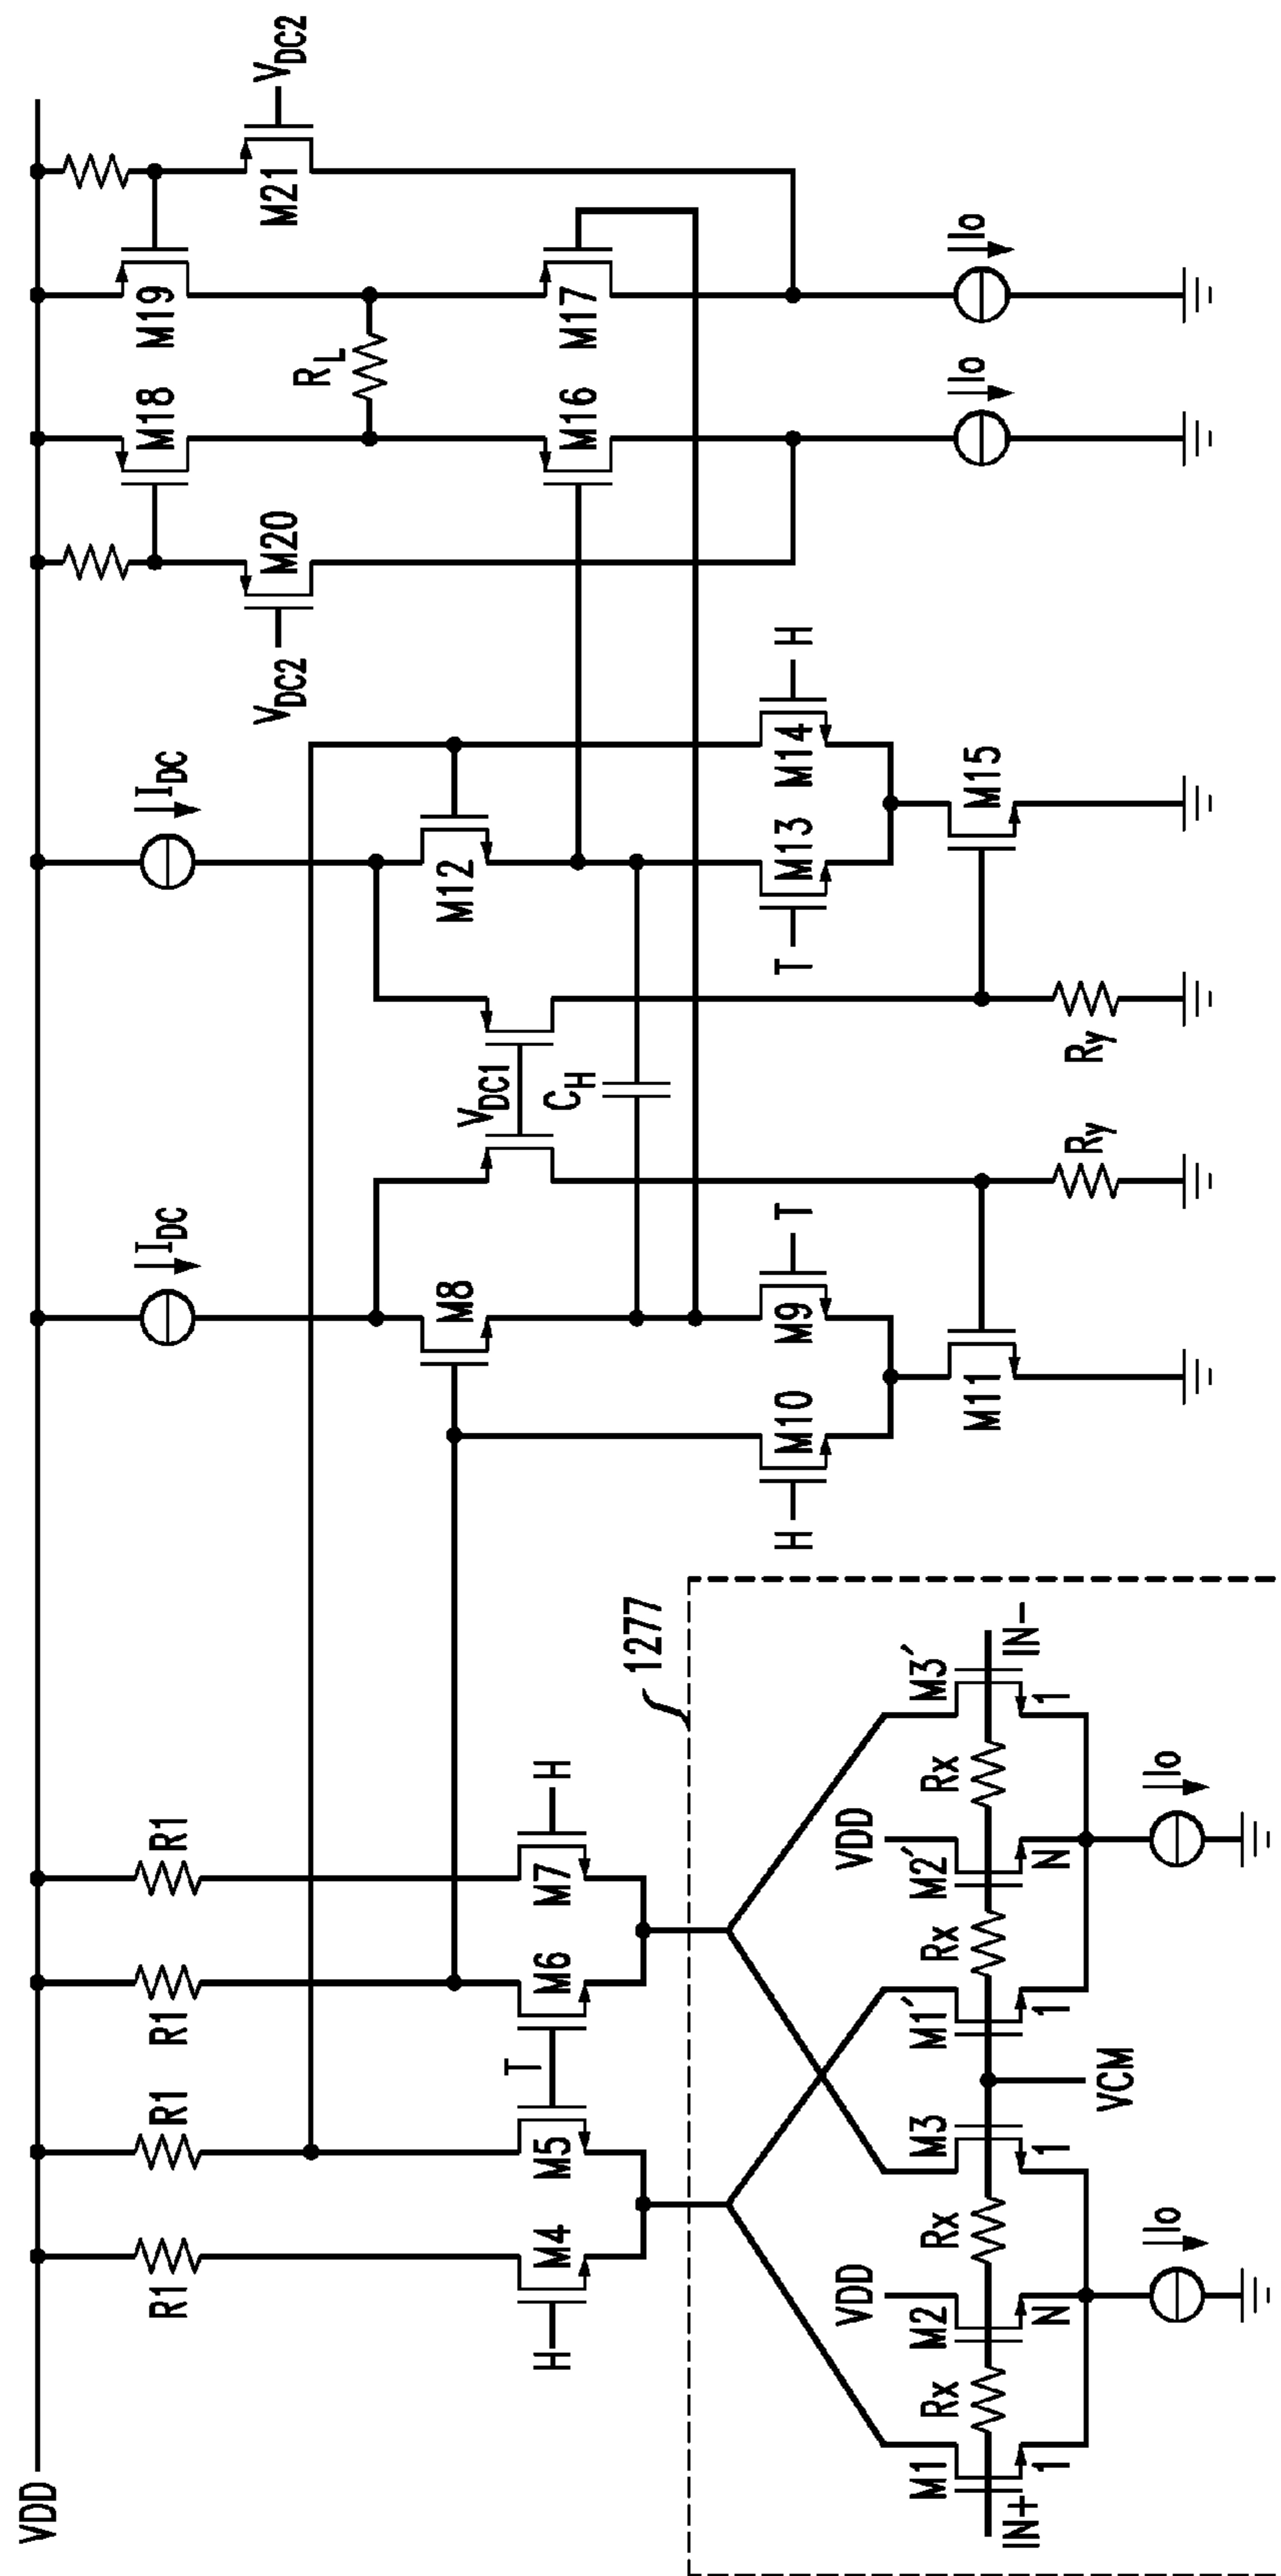 VDD
R1
R1
R1
R1
H
M4
M5
T
M6
M7
H
1277
IN+
M1
1
Rx
VDD
M2
N
Rx
M3
1
Io
VCM
M1′
1
Rx
VDD
M2′
N
Rx
M3′
1
IN-
Io
IDC
IDC
M8
VDC1
CH
M12
H
M10
M9
T
T
M13
M14
H
M11
Ry
Ry
M15
VDC2
M20
M18
M19
M21
VDC2
RL
M16
M17
Io
Io